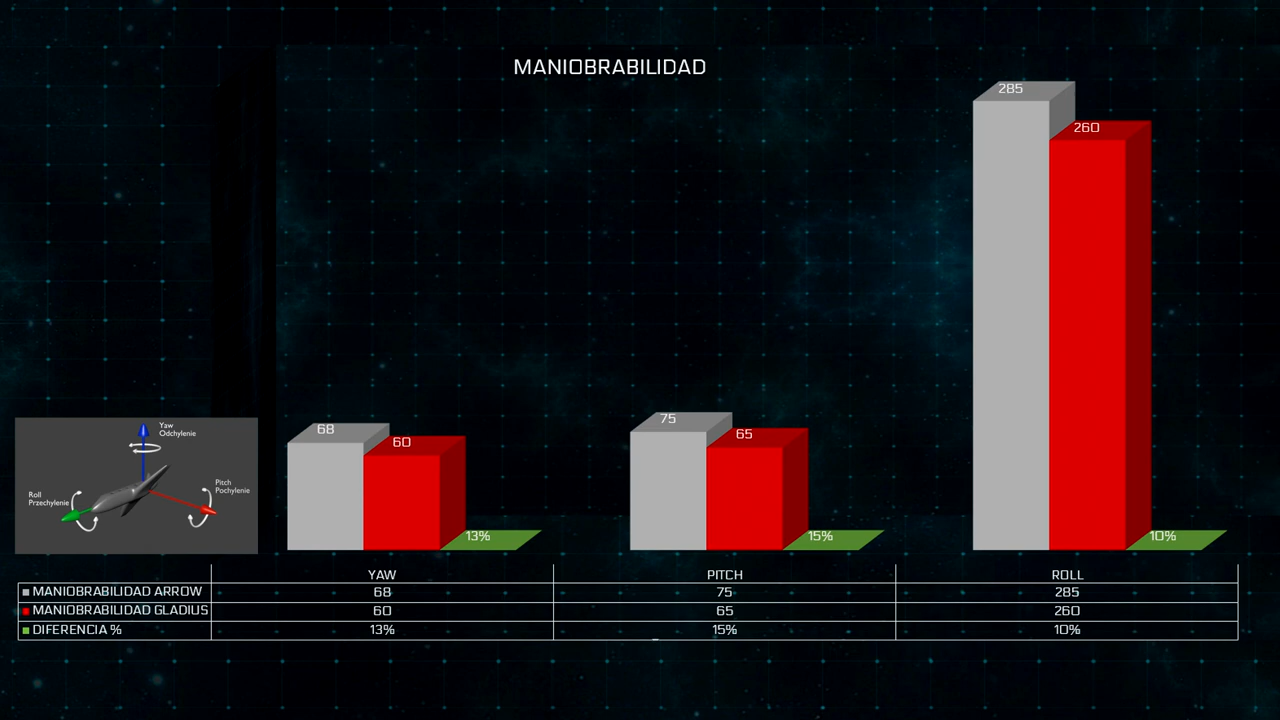 MANIOBRABILIDAD
285
260
68
60
75
65
13%
15%
10%
Yaw
Odchylenie
Pitch
Pochylenie
Roll
Przechylenie
YAW PITCH ROLL
MANIOBRABILIDAD ARROW 68 75 285
MANIOBRABILIDAD GLADIUS 60 65 260
DIFERENCIA % 13% 15% 10%